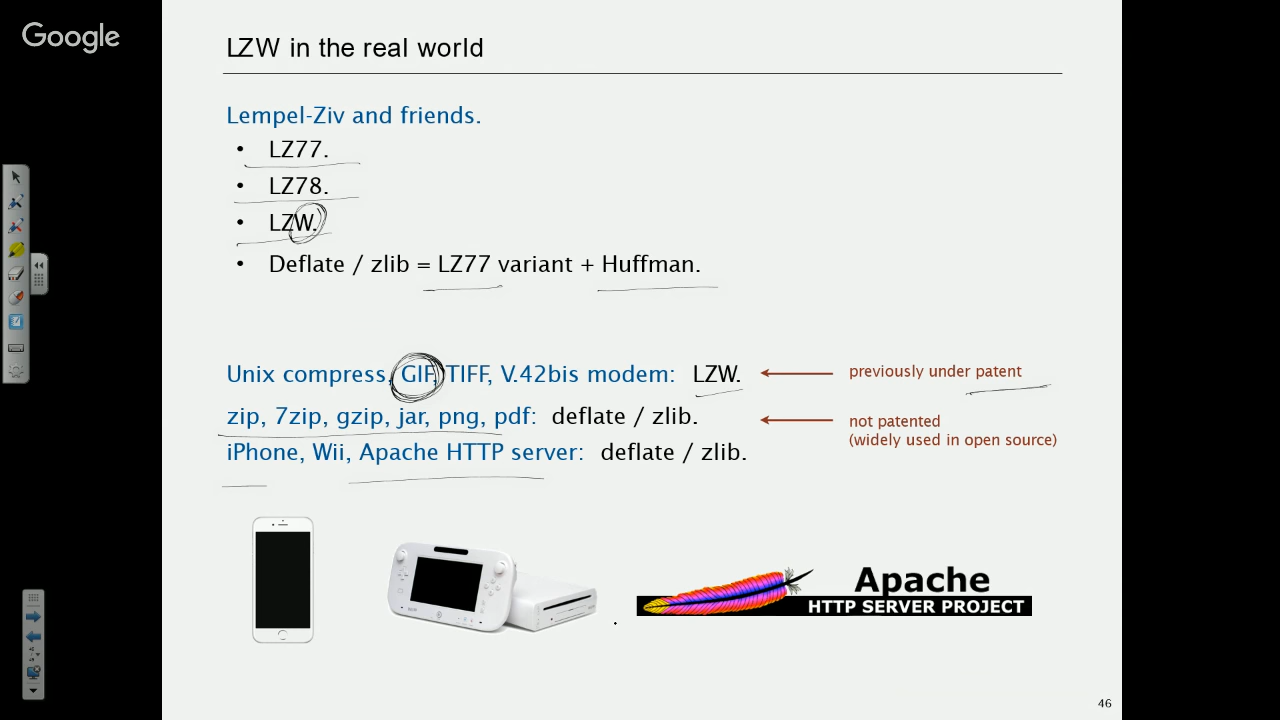 Google
LZW in the real world
Lempel-Ziv and friends.
• LZ77.
• LZ78.
• LZW.
• Deflate / zlib = LZ77 variant + Huffman.
Unix compress, GIF, TIFF, V.42bis modem: LZW. previously under patent
zip, 7zip, gzip, jar, png, pdf: deflate / zlib. not patented
(widely used in open source)
iPhone, Wii, Apache HTTP server: deflate / zlib.
Apache
HTTP SERVER PROJECT
46